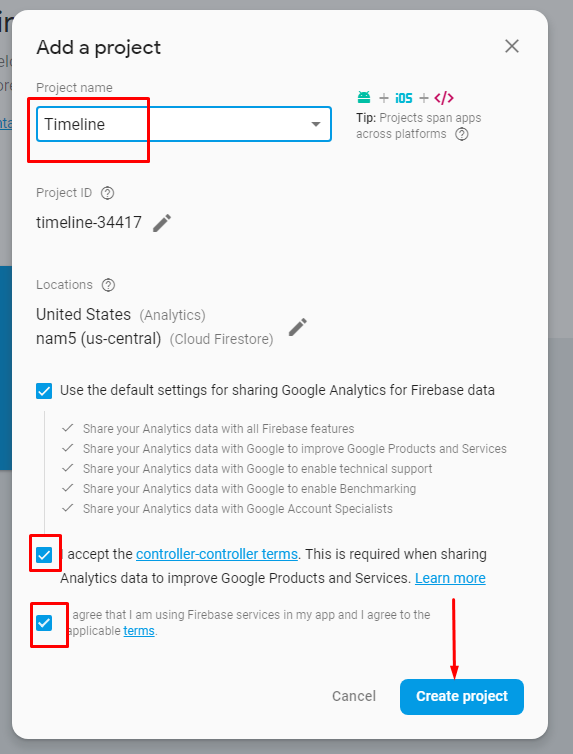 Add a project
Project name
Timeline
iOS
Tip: Projects span apps
across platforms
Project ID
timeline-34417
Locations
United States (Analytics)
nam5 (us-central) (Cloud Firestore)
Use the default settings for sharing Google Analytics for Firebase data
Share your Analytics data with all Firebase features
Share your Analytics data with Google to improve Google Products and Services
Share your Analytics data with Google to enable technical support
Share your Analytics data with Google to enable Benchmarking
Share your Analytics data with Google Account Specialists
I accept the controller-controller terms. This is required when sharing
Analytics data to improve Google Products and Services. Learn more
I agree that I am using Firebase services in my app and I agree to the
applicable terms.
Cancel Create project